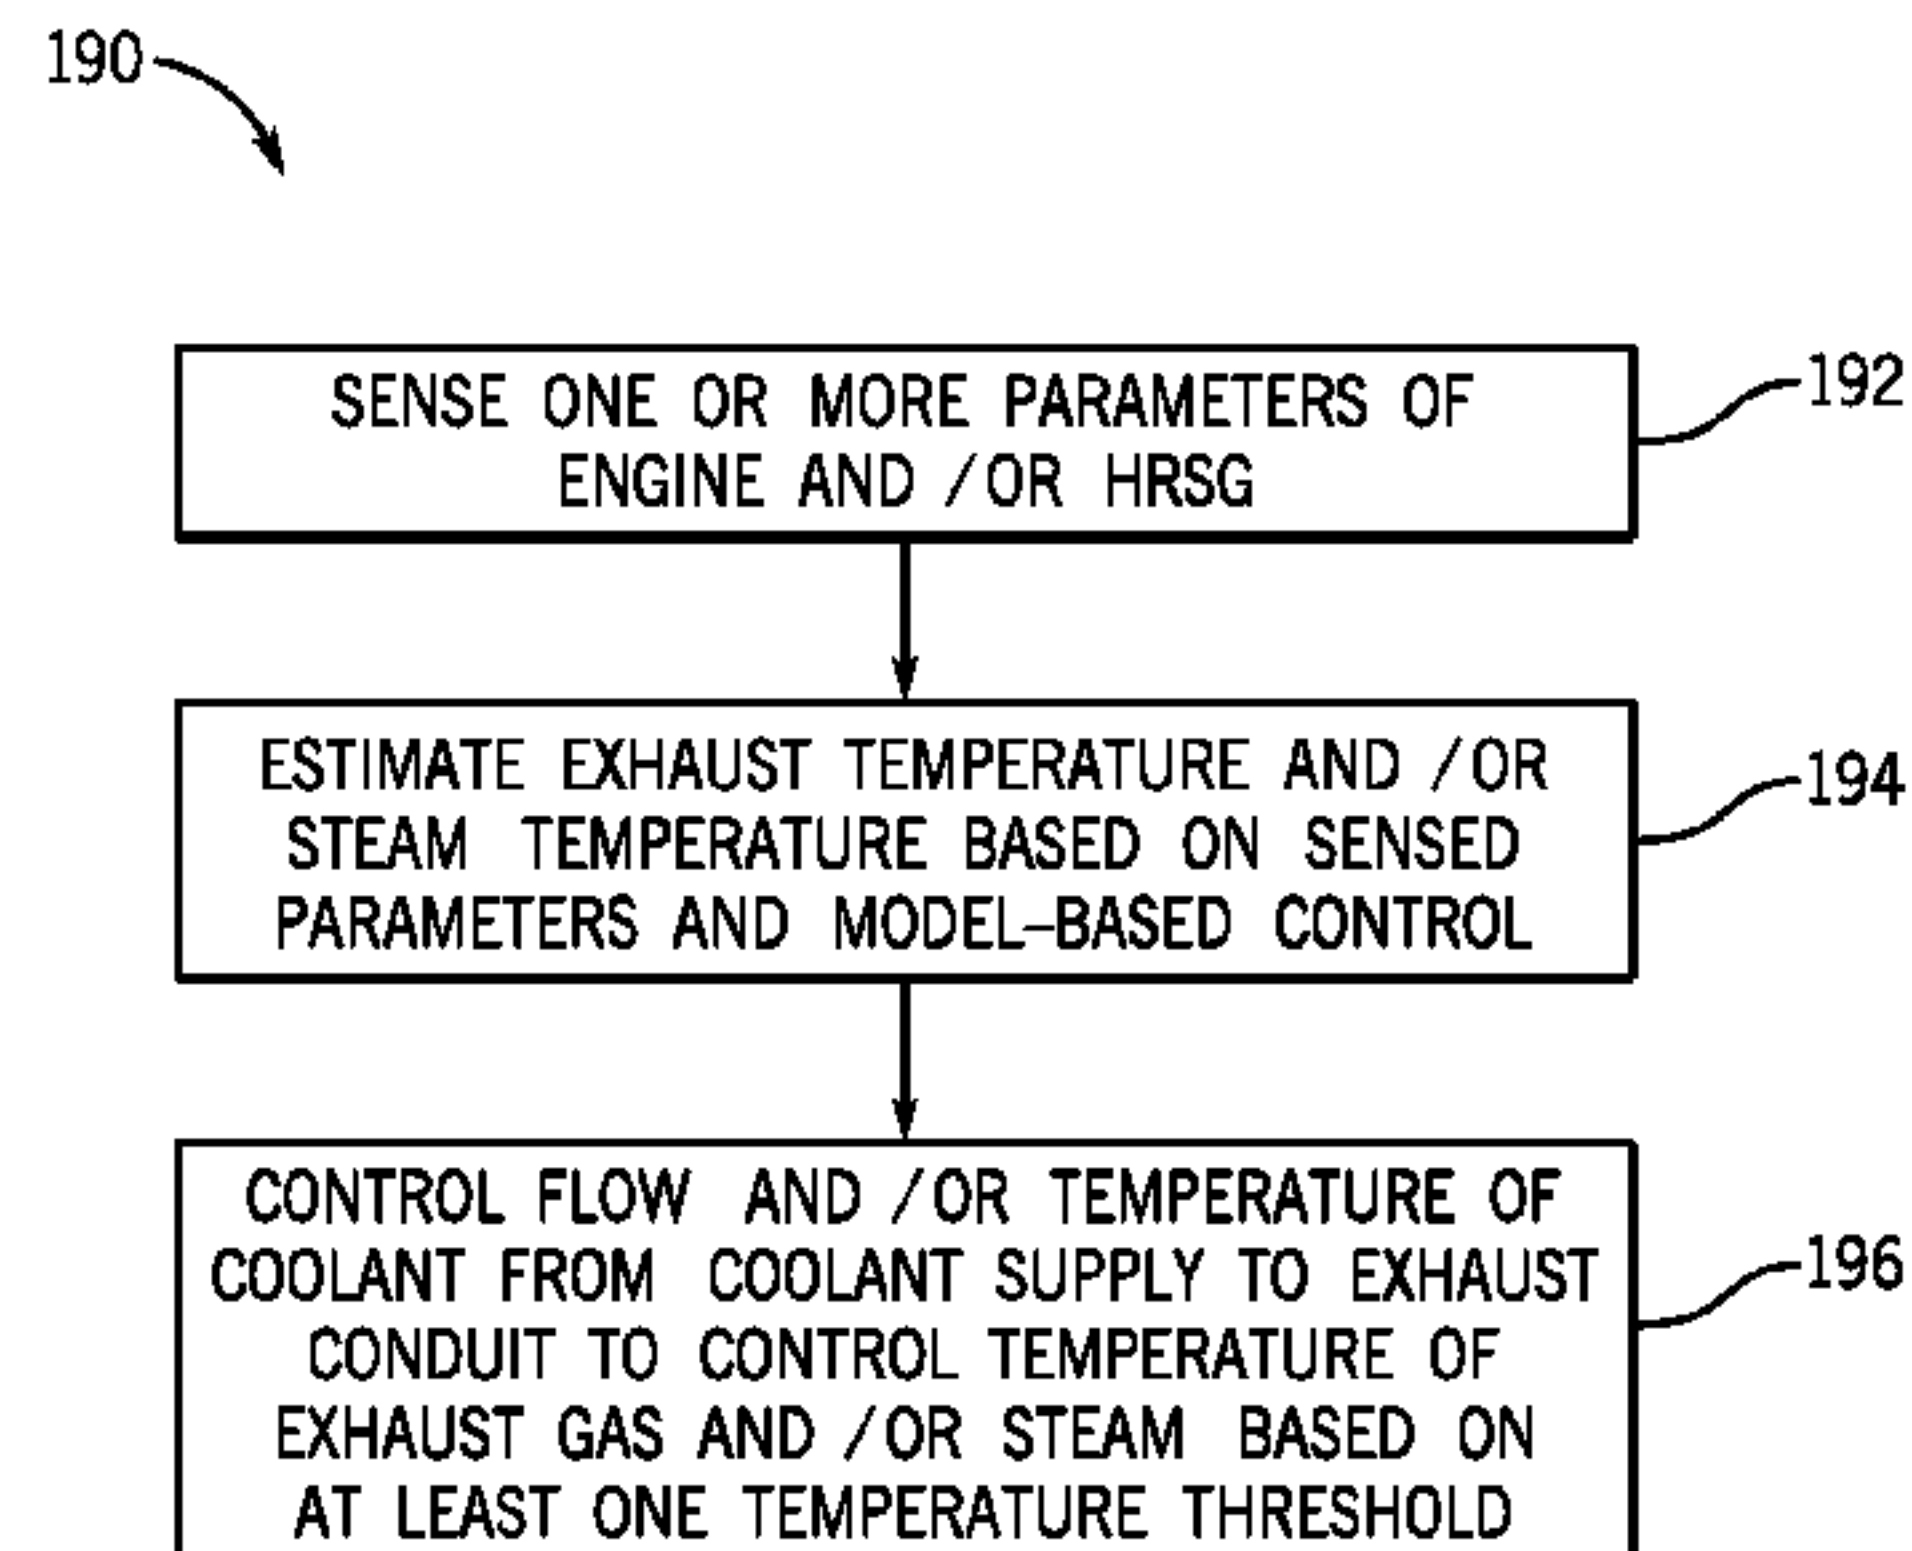 190
SENSE ONE OR MORE PARAMETERS OF
ENGINE AND /OR HRSG
192
ESTIMATE EXHAUST TEMPERATURE AND /OR
STEAM TEMPERATURE BASED ON SENSED
PARAMETERS AND MODEL-BASED CONTROL
194
CONTROL FLOW AND /OR TEMPERATURE OF
COOLANT FROM COOLANT SUPPLY TO EXHAUST
CONDUIT TO CONTROL TEMPERATURE OF
EXHAUST GAS AND /OR STEAM BASED ON
AT LEAST ONE TEMPERATURE THRESHOLD
196